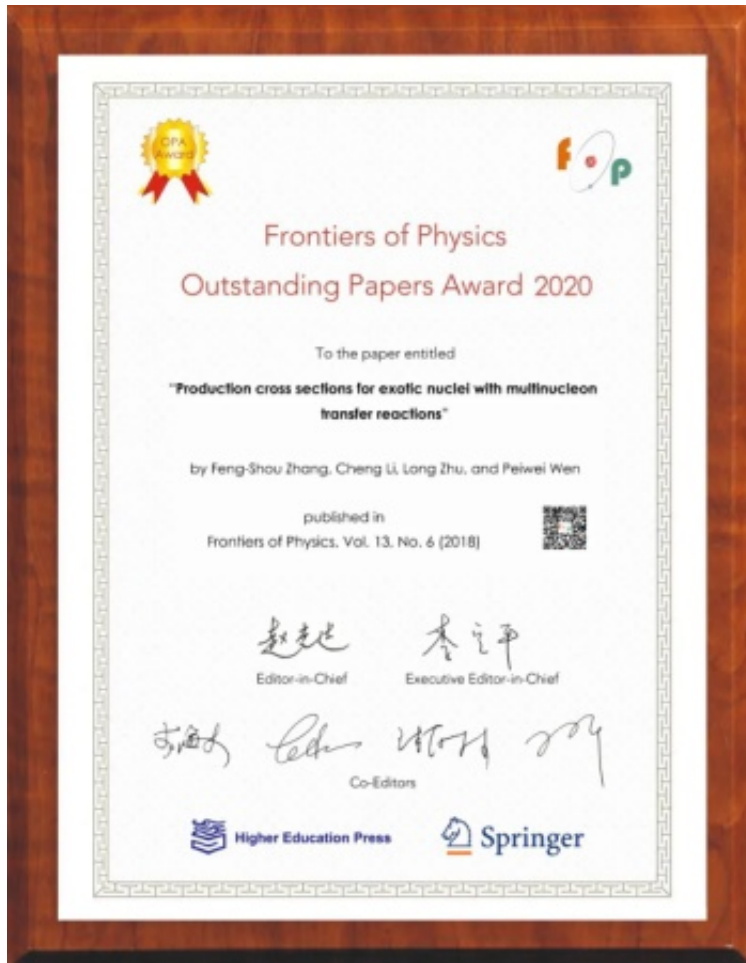 OPA
Award
fop
Frontiers of Physics
Outstanding Papers Award 2020
To the paper entitled
"Production cross sections for exotic nuclei with multinucleon
transfer reactions"
by Feng-Shou Zhang, Cheng Li, Long Zhu, and Peiwei Wen
published in
Frontiers of Physics, Vol. 13, No. 6 (2018)
Editor-in-Chief
Executive Editor-in-Chief
Co-Editors
Higher Education Press
Springer